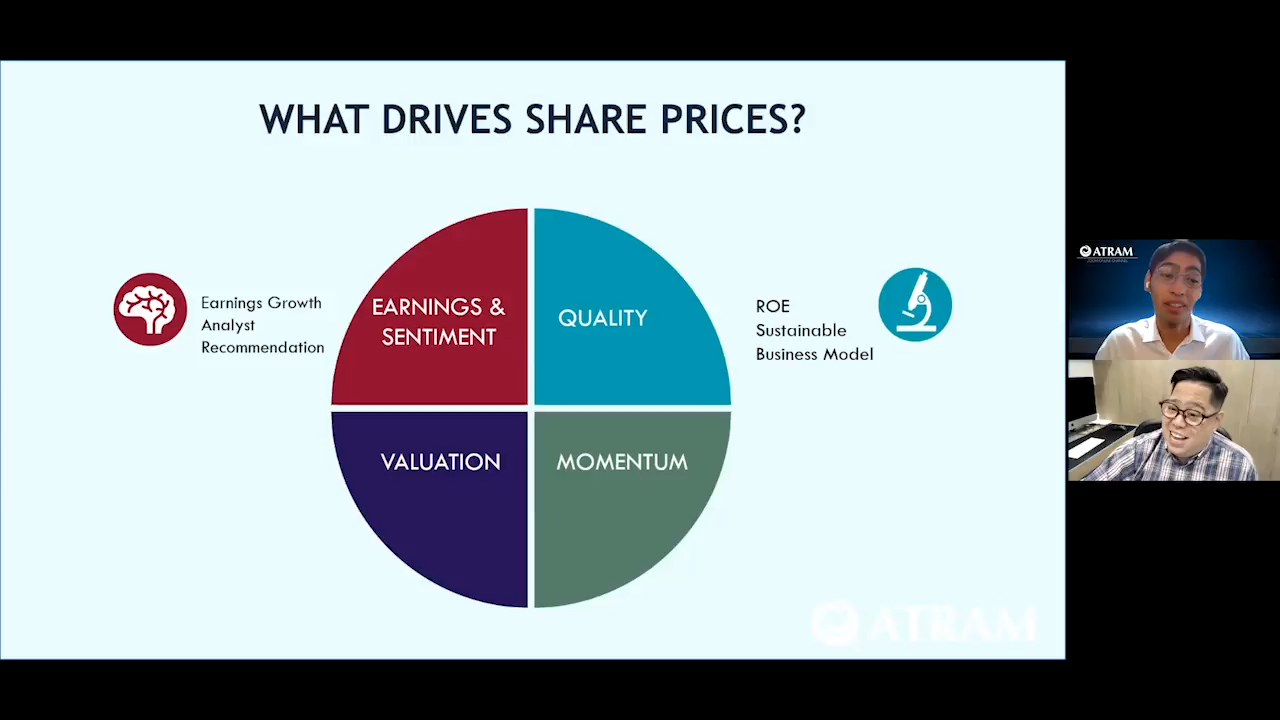 WHAT DRIVES SHARE PRICES?
Earnings Growth
Analyst
Recommendation
EARNINGS &
SENTIMENT
QUALITY
ROE
Sustainable
Business Model
VALUATION
MOMENTUM
ATRAM
ATRAM